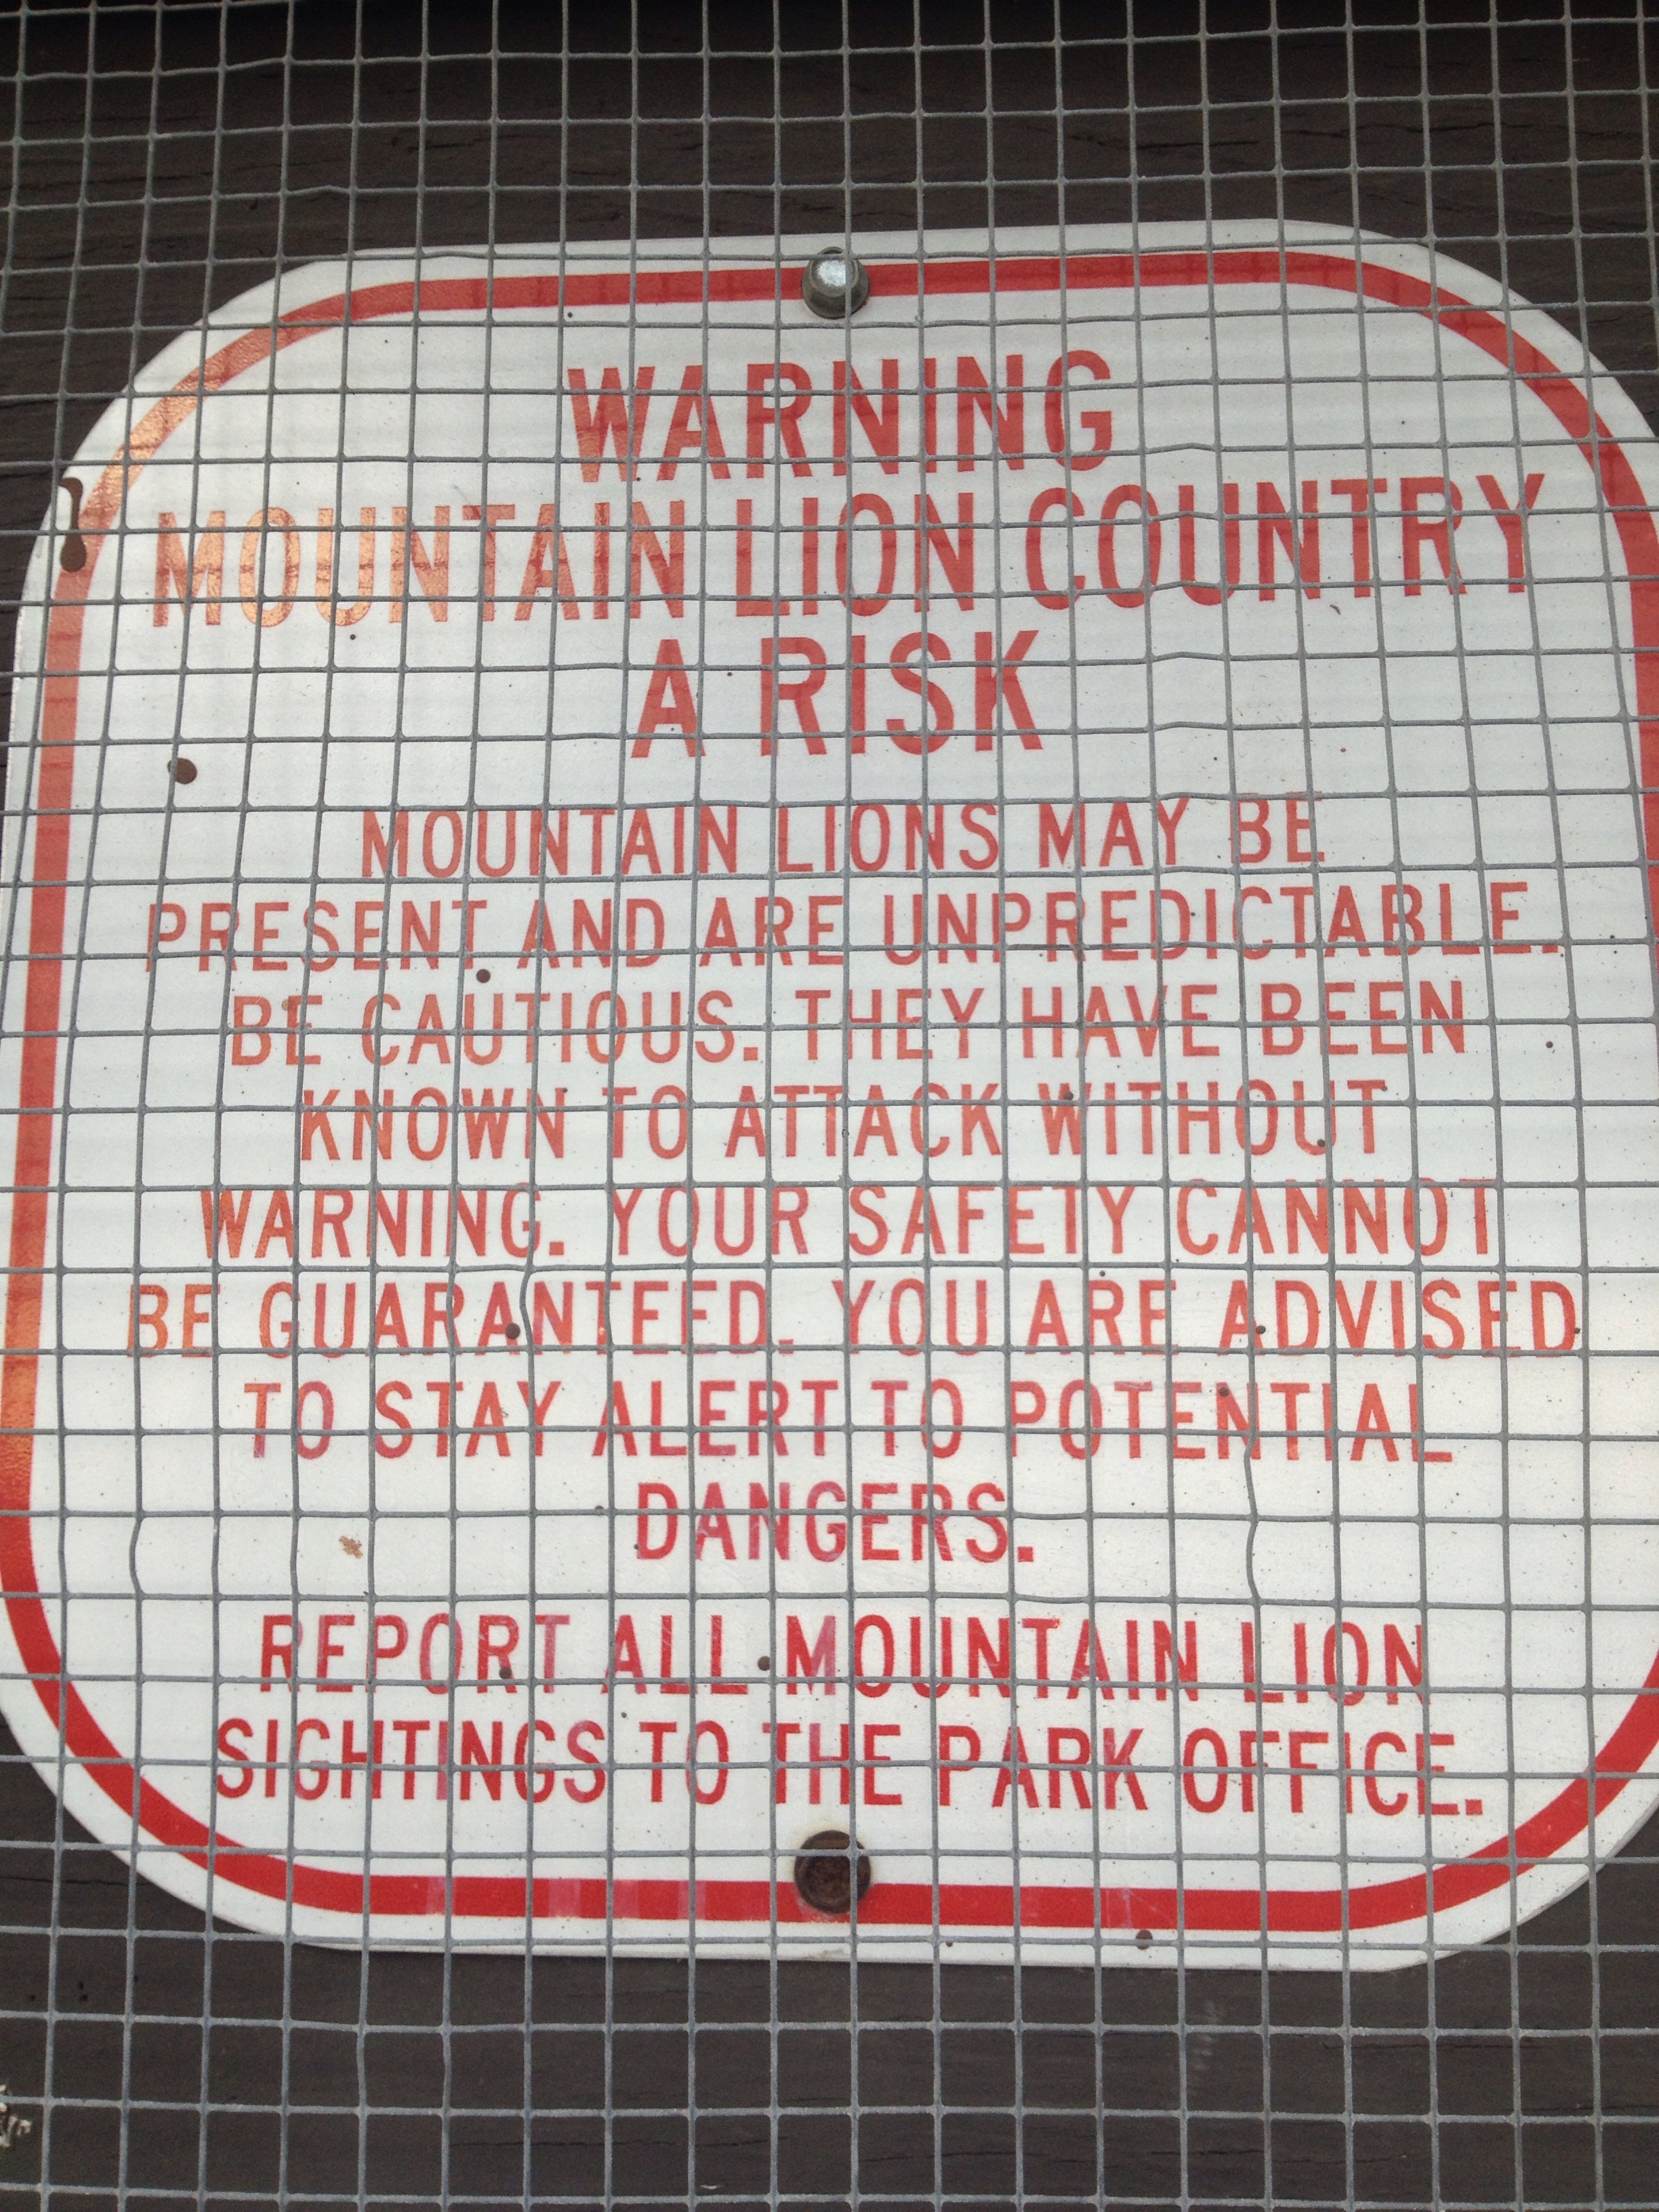 WARNING
MOUNTAIN LION COUNTRY
A RISK
MOUNTAIN LIONS MAY BE
PRESENT AND ARE UNPREDICTABLE.
BE CAUTIOUS. THEY HAVE BEEN
KNOWN TO ATTACK WITHOUT
WARNING. YOUR SAFETY CANNOT
BE GUARANTEED. YOU ARE ADVISED
TO STAY ALERT TO POTENTIAL
DANGERS.
REPORT ALL MOUNTAIN LION
SIGHTINGS TO THE PARK OFFICE.